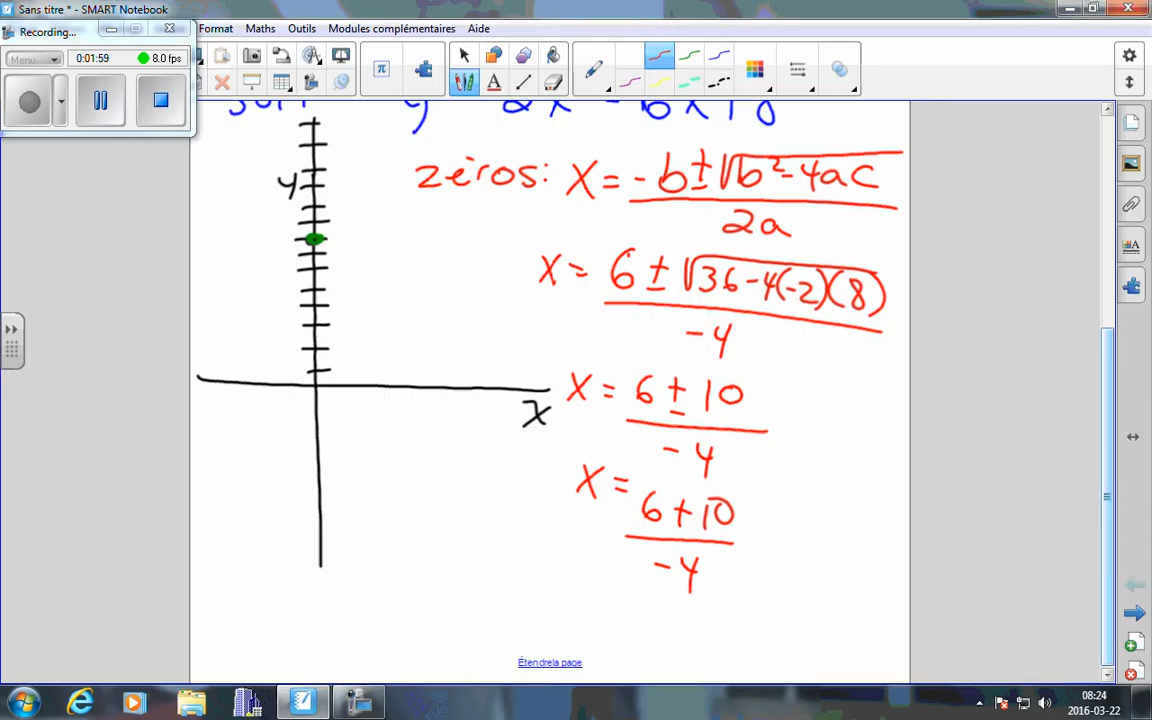 Sans titre * - SMART Notebook
Recording...
Format Maths Outils Modules complémentaires Aide
Menu 0:01:59 8.0 fps
y
zéros: x = -b ± √b² - 4ac
2a
x = 6 ± √36 - 4(-2)(8)
-4
x = 6 ± 10
-4
x = 6 + 10
-4
x
Étendre la page
08:24
2016-03-22